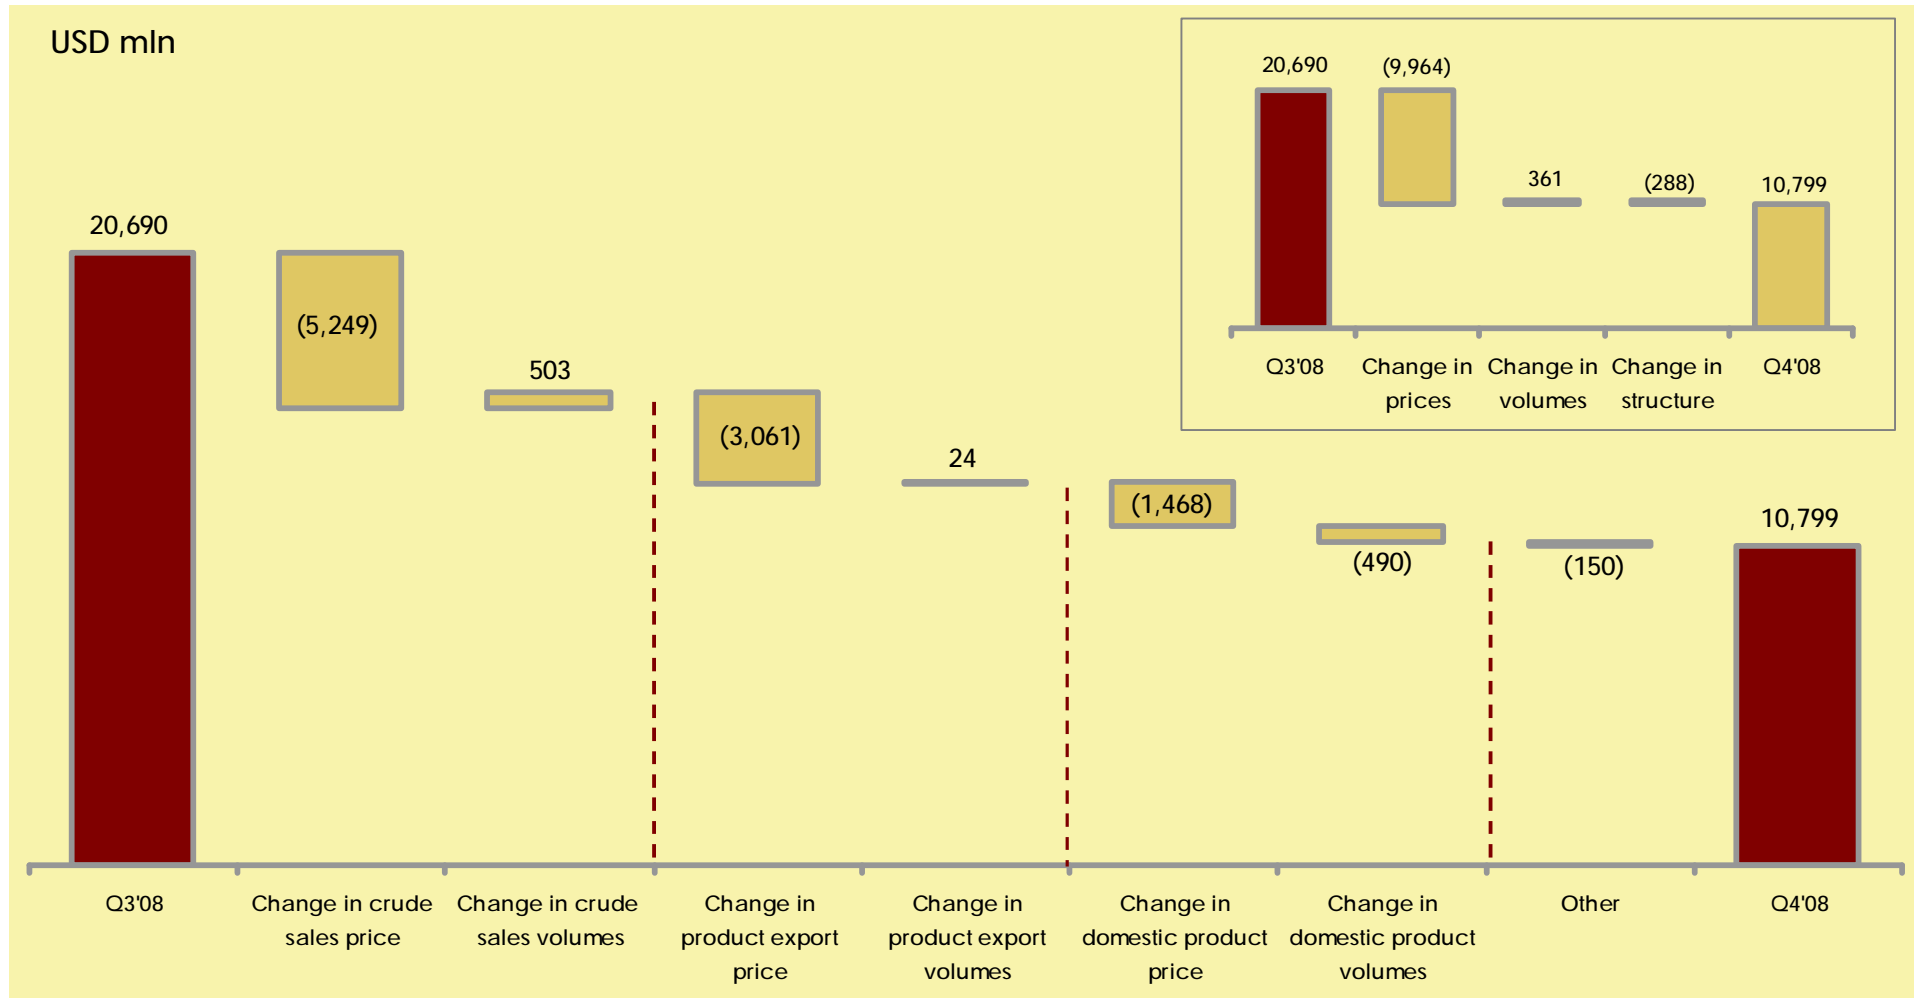 USD mln
20,690
(5,249)
503
(3,061)
24
(1,468)
(490)
(150)
10,799
Q3'08
Change in crude
sales price
Change in crude
sales volumes
Change in
product export
price
Change in
product export
volumes
Change in
domestic product
price
Change in
domestic product
volumes
Other
Q4'08
20,690
(9,964)
361
(288)
10,799
Q3'08
Change in
prices
Change in
volumes
Change in
structure
Q4'08